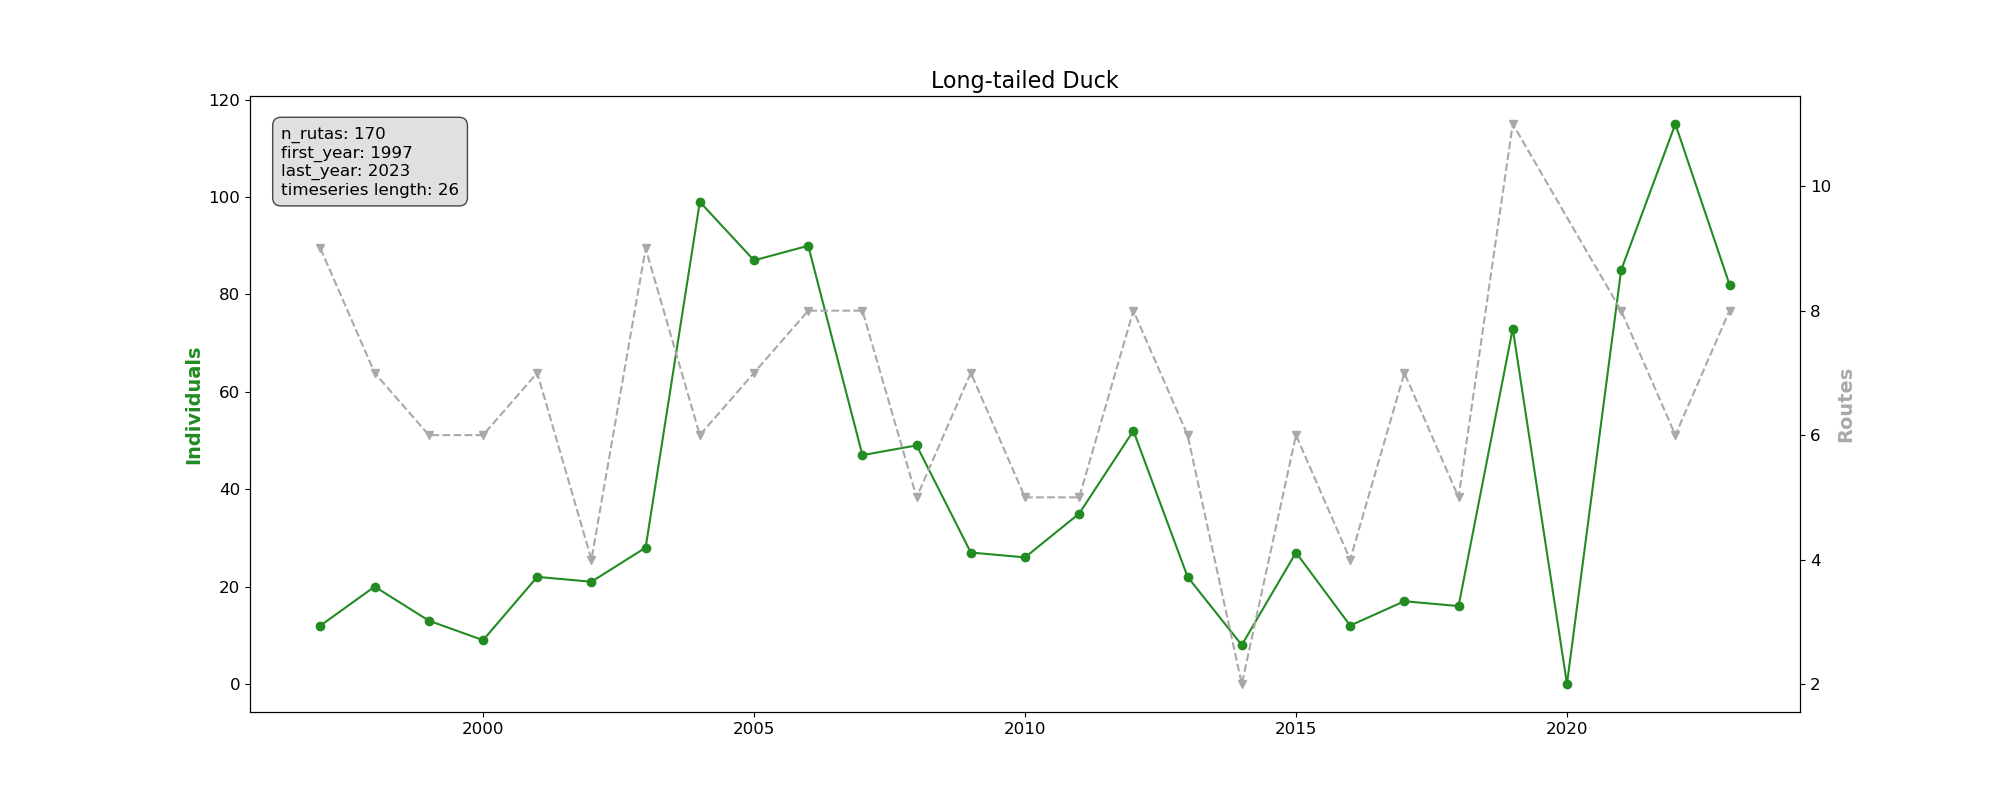 Long-tailed Duck
n_rutas: 170
first_year: 1997
last_year: 2023
timeseries length: 26
Individuals
120
100
80
60
40
20
0
2000
2005
2010
2015
2020
10
8
6
4
2
Routes